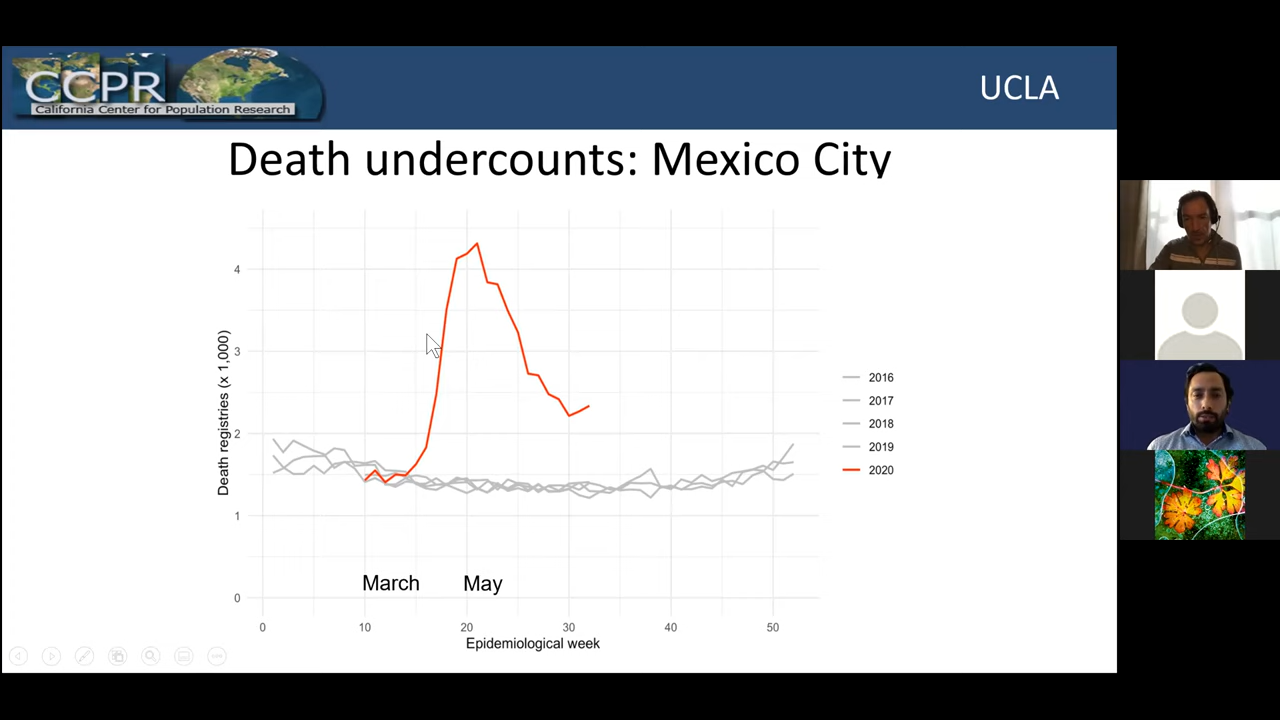 CCPR
California Center for Population Research
UCLA
Death undercounts: Mexico City
Death registries (x 1,000)
4
3
2
1
0
March
May
0
10
20
30
40
50
Epidemiological week
2016
2017
2018
2019
2020